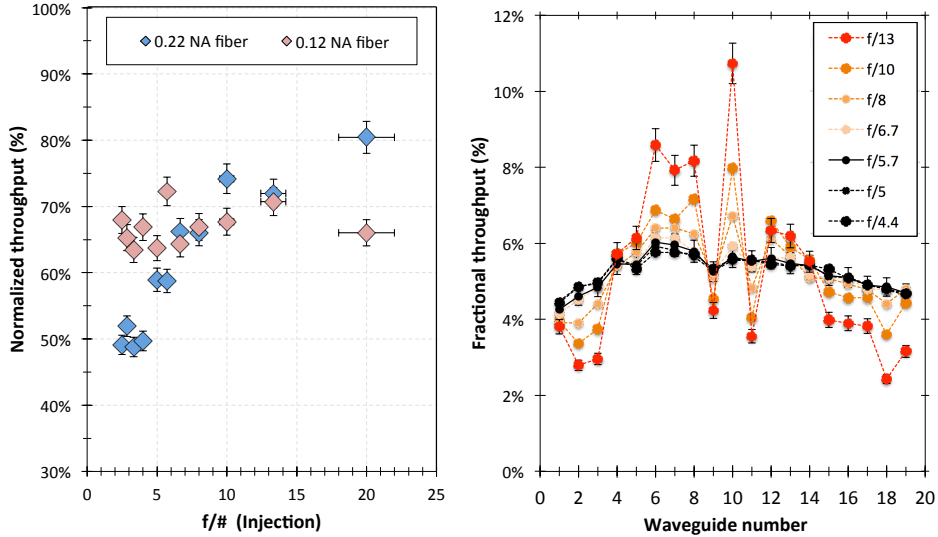 0.22 NA fiber
0.12 NA fiber
100%
90%
80%
70%
60%
50%
40%
30%
Normalized throughput (%)
0 5 10 15 20 25
f/# (Injection)
12%
10%
8%
6%
4%
2%
0%
Fractional throughput (%)
f/13
f/10
f/8
f/6.7
f/5.7
f/5
f/4.4
0 2 4 6 8 10 12 14 16 18 20
Waveguide number